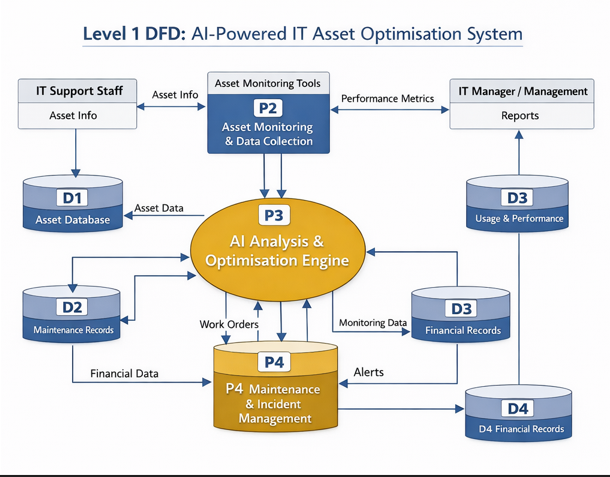 Level 1 DFD: AI-Powered IT Asset Optimisation System
IT Support Staff
Asset Info
Asset Info
Asset Monitoring Tools
P2
Asset Monitoring
& Data Collection
Performance Metrics
IT Manager / Management
Reports
D1
Asset Database
Asset Data
P3
AI Analysis &
Optimisation Engine
D3
Usage & Performance
D2
Maintenance Records
Work Orders
Monitoring Data
D3
Financial Records
Financial Data
P4
P4 Maintenance
& Incident
Management
Alerts
D4
D4 Financial Records